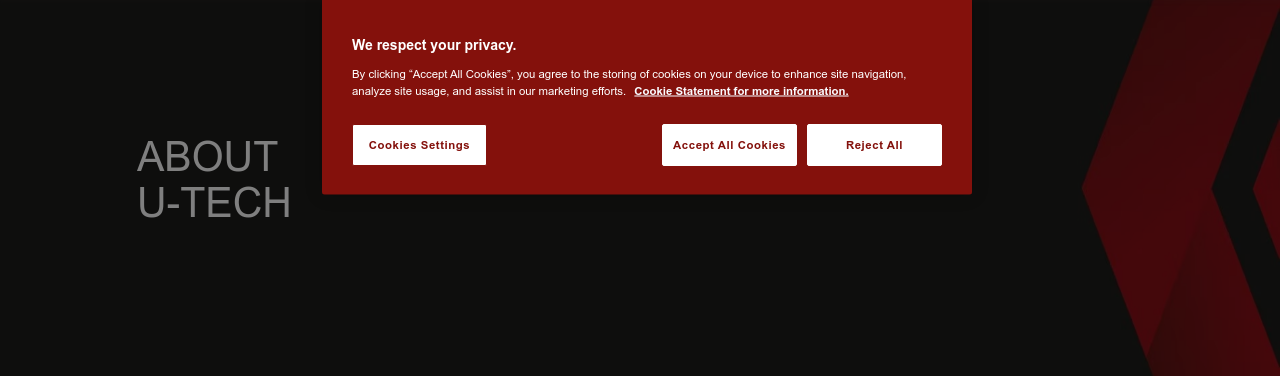 We respect your privacy.
By clicking “Accept All Cookies”, you agree to the storing of cookies on your device to enhance site navigation,
analyze site usage, and assist in our marketing efforts. Cookie Statement for more information.
Cookies Settings
Accept All Cookies
Reject All
ABOUT
U-TECH